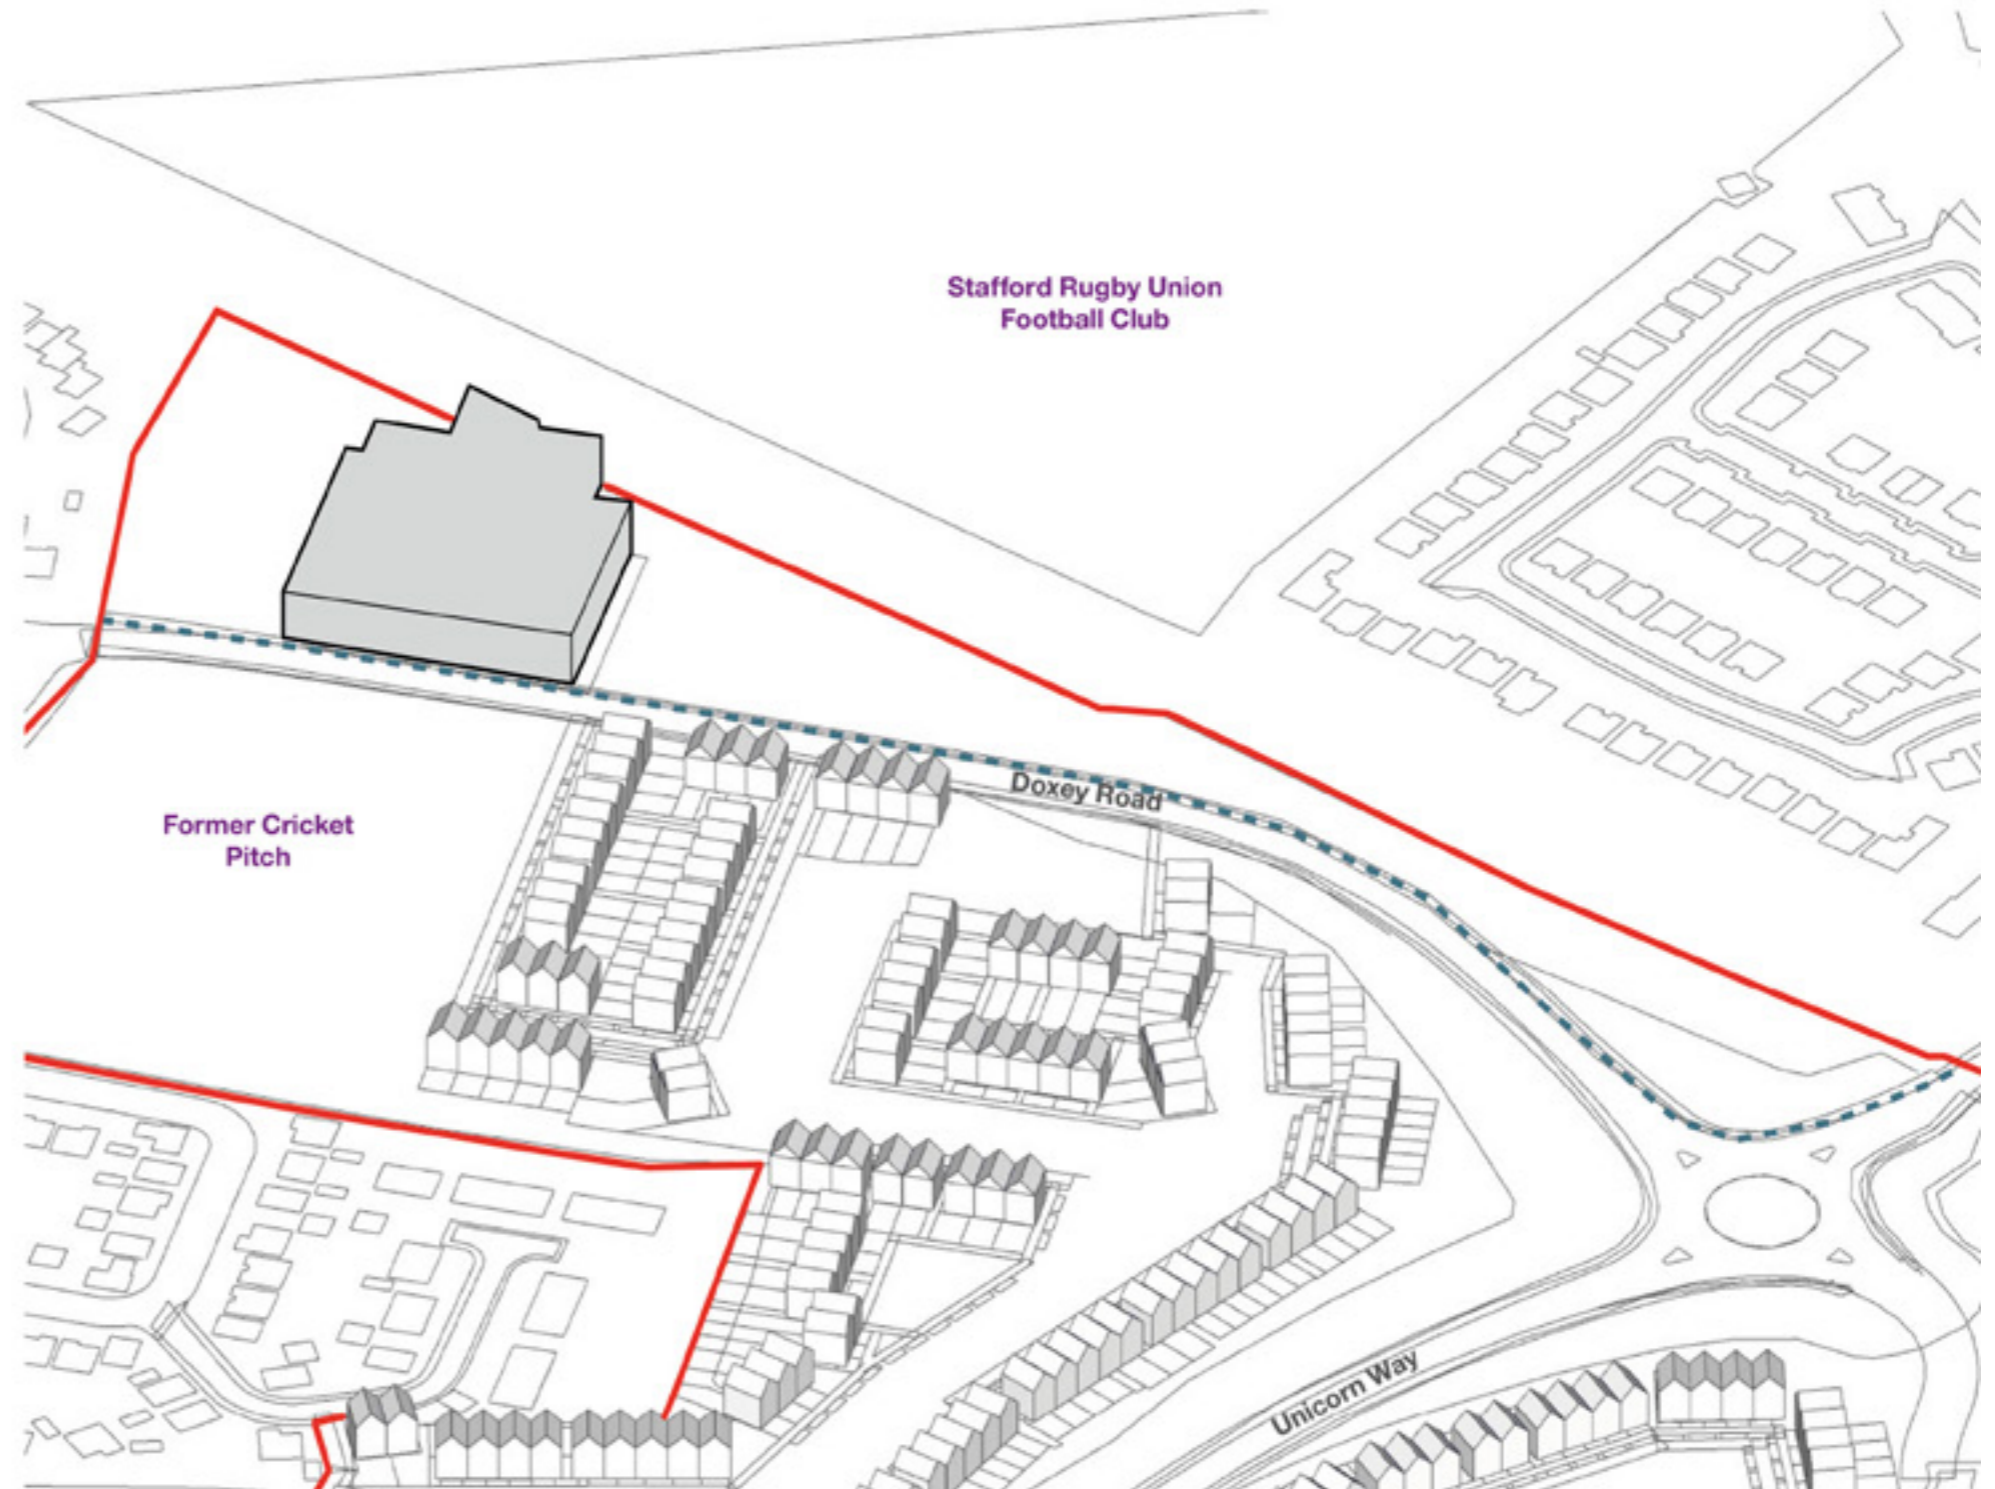 Stafford Rugby Union
Football Club
Doxey Road
Former Cricket
Pitch
Unicorn Way